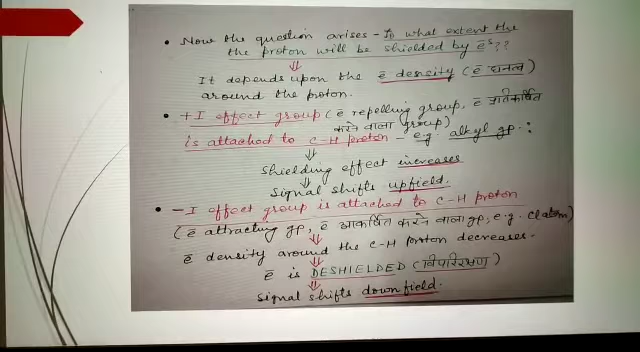 • Now the question arises - To what extent the
the proton will be shielded by ēs??
⇓
It depends upon the ē density (ē घनत्व)
around the proton.
• +I effect group (ē repelling group, ē प्रतिकर्षित
करने वाला group)
is attached to C-H proton - e.g. alkyl gp :
⇓
Shielding effect increases
⇓
Signal shifts upfield.
• -I effect group is attached to C-H proton
(ē attracting gp, ē आकर्षित करने वाला gp, e.g. Cl atom)
⇓
ē density around the C-H proton decreases.
⇓
ē is DESHIELDED (विपरिरक्षण)
⇓
Signal shifts down field.